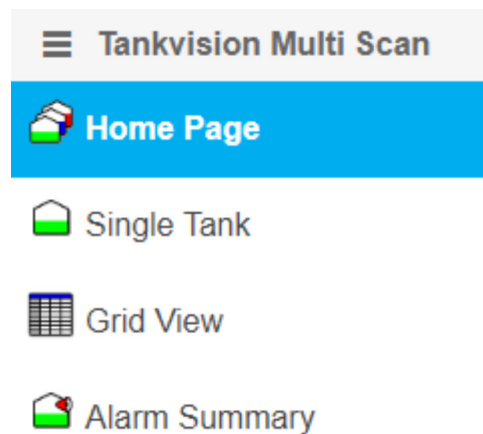 Tankvision Multi Scan
Home Page
Single Tank
Grid View
Alarm Summary